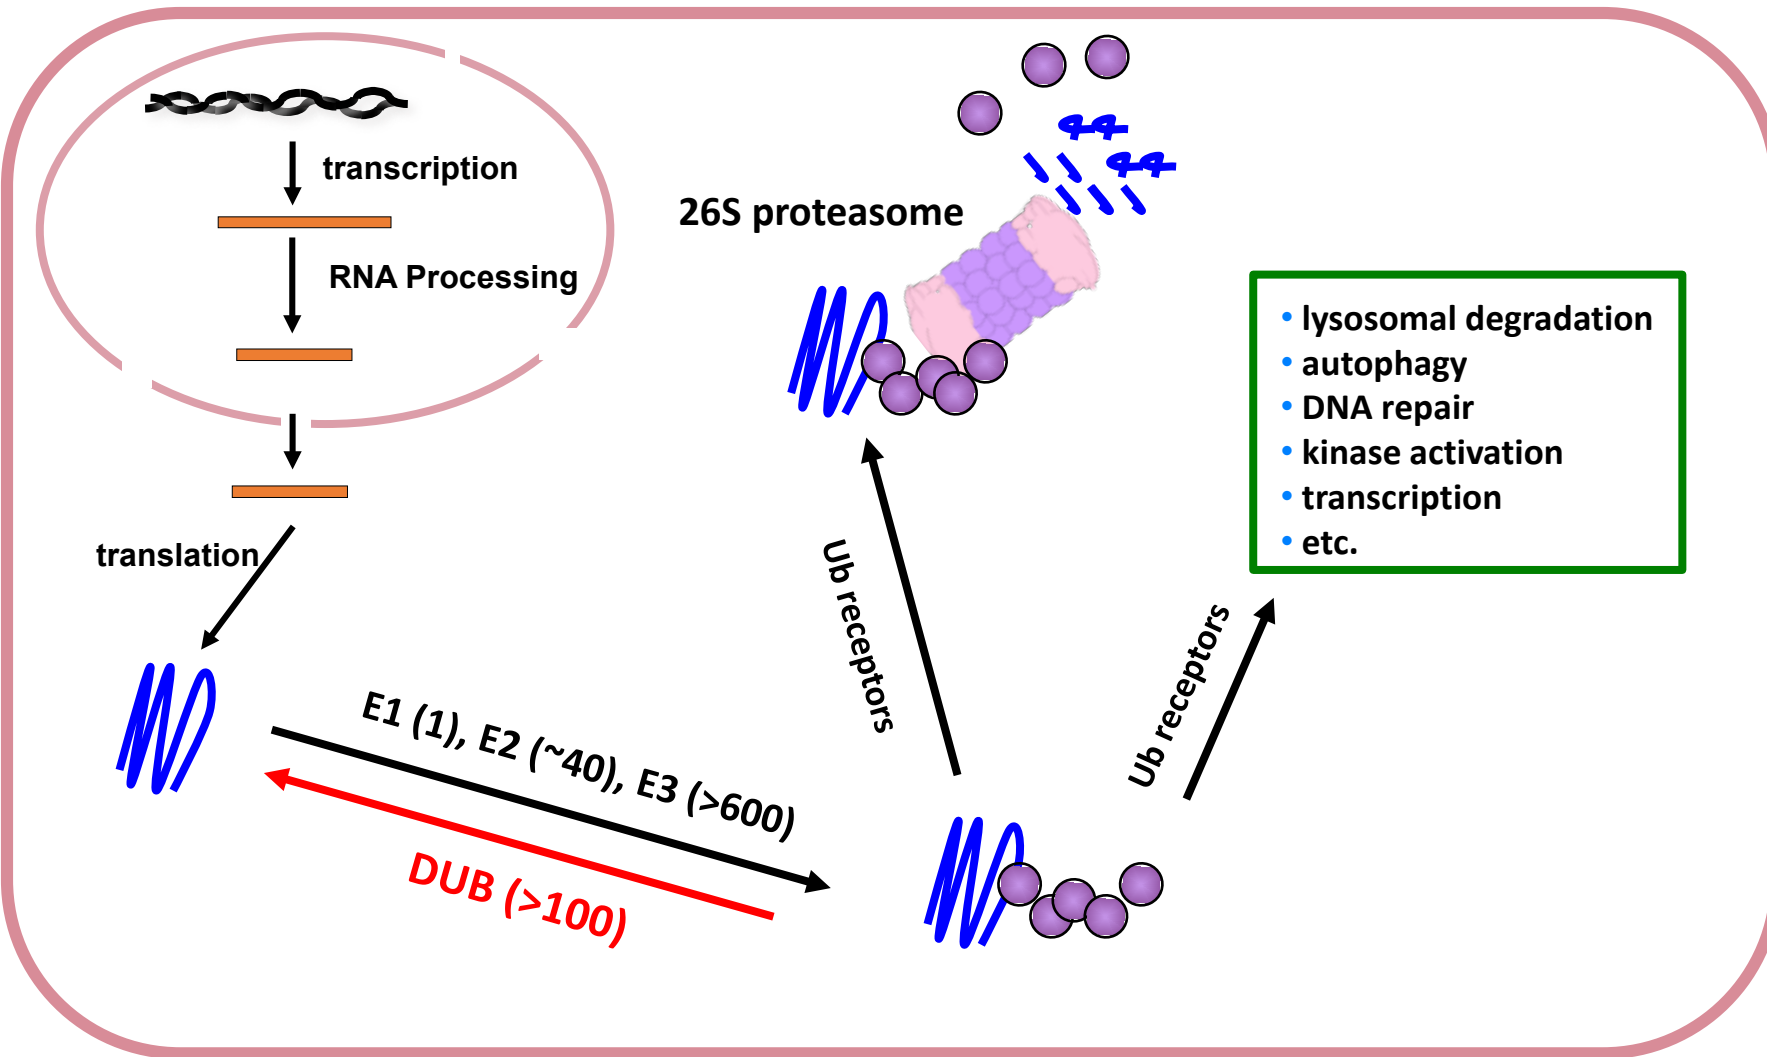 transcription
RNA Processing
translation
E1 (1), E2 (~40), E3 (>600)
DUB (>100)
26S proteasome
Ub receptors
Ub receptors
• lysosomal degradation
• autophagy
• DNA repair
• kinase activation
• transcription
• etc.